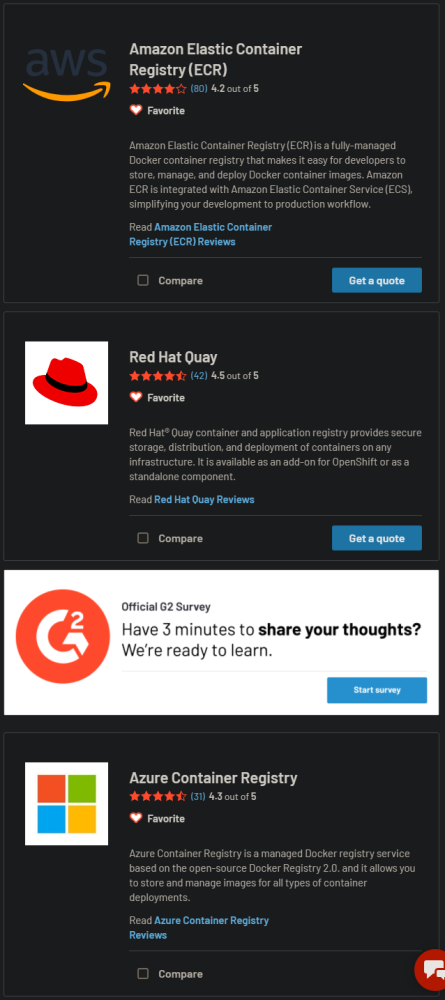 aws
Amazon Elastic Container
Registry (ECR)
(80) 4.2 out of 5
Favorite
Amazon Elastic Container Registry (ECR) is a fully-managed
Docker container registry that makes it easy for developers to
store, manage, and deploy Docker container images. Amazon
ECR is integrated with Amazon Elastic Container Service (ECS),
simplifying your development to production workflow.
Read Amazon Elastic Container
Registry (ECR) Reviews
Compare
Get a quote
Red Hat Quay
(42) 4.5 out of 5
Favorite
Red Hat® Quay container and application registry provides secure
storage, distribution, and deployment of containers on any
infrastructure. It is available as an add-on for OpenShift or as a
standalone component.
Read Red Hat Quay Reviews
Compare
Get a quote
G2
Official G2 Survey
Have 3 minutes to share your thoughts?
We're ready to learn.
Start survey
Azure Container Registry
(31) 4.3 out of 5
Favorite
Azure Container Registry is a managed Docker registry service
based on the open-source Docker Registry 2.0. and it allows you
to store and manage images for all types of container
deployments.
Read Azure Container Registry
Reviews
Compare